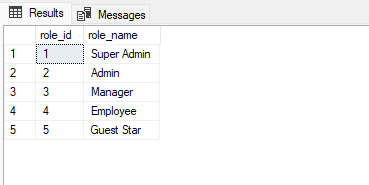 Results Messages
role_id role_name
1 1 Super Admin
2 2 Admin
3 3 Manager
4 4 Employee
5 5 Guest Star